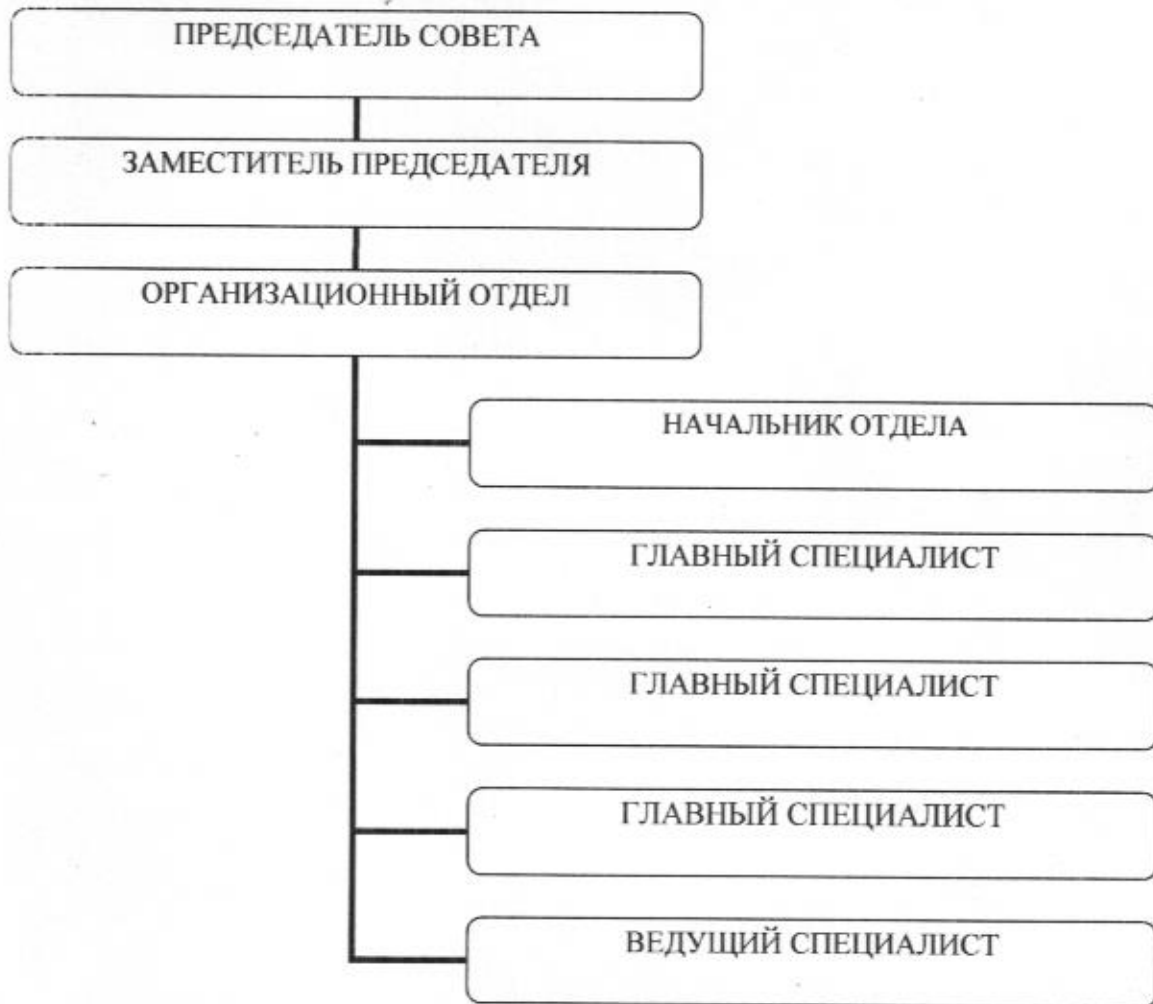 ПРЕДСЕДАТЕЛЬ СОВЕТА
ЗАМЕСТИТЕЛЬ ПРЕДСЕДАТЕЛЯ
ОРГАНИЗАЦИОННЫЙ ОТДЕЛ
НАЧАЛЬНИК ОТДЕЛА
ГЛАВНЫЙ СПЕЦИАЛИСТ
ГЛАВНЫЙ СПЕЦИАЛИСТ
ГЛАВНЫЙ СПЕЦИАЛИСТ
ВЕДУЩИЙ СПЕЦИАЛИСТ